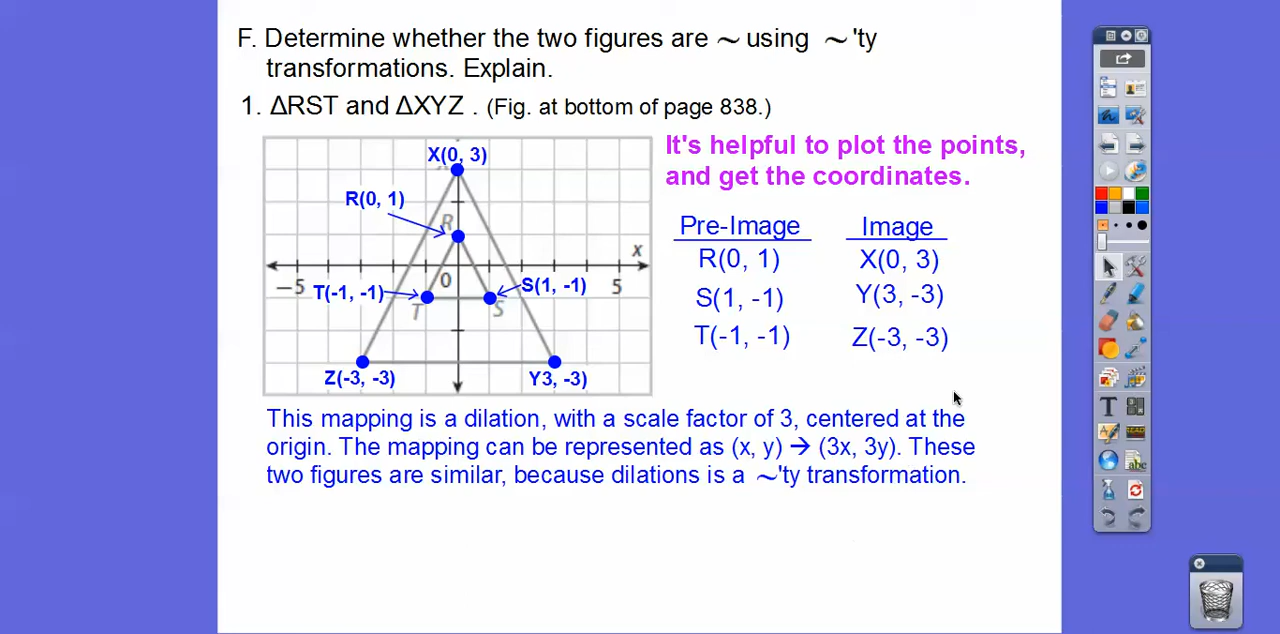 F. Determine whether the two figures are ~ using ~'ty
transformations. Explain.
1. ΔRST and ΔXYZ . (Fig. at bottom of page 838.)
It's helpful to plot the points,
and get the coordinates.
X(0, 3)
R(0, 1)
R
x
−5
T(-1, -1)
0
S(1, -1)
5
T
S
Z(-3, -3)
Y3, -3)
Pre-Image Image
R(0, 1) X(0, 3)
S(1, -1) Y(3, -3)
T(-1, -1) Z(-3, -3)
This mapping is a dilation, with a scale factor of 3, centered at the
origin. The mapping can be represented as (x, y) → (3x, 3y). These
two figures are similar, because dilations is a ~'ty transformation.